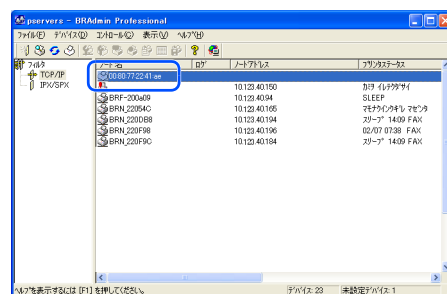 pservers - BRAdmin Professional
ファイル(F) デバイス(D) コントロール(C) 表示(V) ヘルプ(H)
フィルタ
TCP/IP
IPX/SPX
ノード名 ログ ノードアドレス プリンタステータス
00:80:77:22:41:ae
10.123.40.150 カミヲ イレテクダサイ
BRF-200a09 10.123.40.94 SLEEP
BRN_22054C 10.123.40.165 マモナクインクギレ マゼンタ
BRN_220DB8 10.123.40.194 スリープ 14:09 FAX
BRN_220F98 10.123.40.196 02/07 07:38 FAX
BRN_220F9C 10.123.40.184 スリープ 14:09 FAX
ヘルプを表示するには [F1] を押してください。 デバイス: 23 未設定デバイス: 1